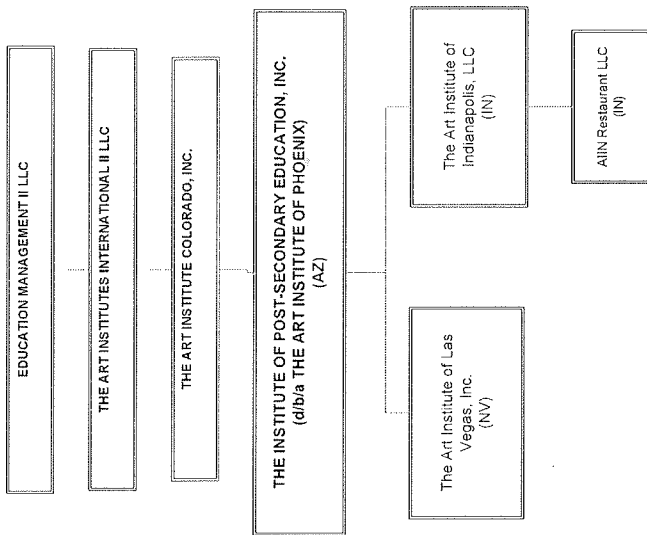 EDUCATION MANAGEMENT II LLC
THE ART INSTITUTES INTERNATIONAL II LLC
THE ART INSTITUTE COLORADO, INC.
THE INSTITUTE OF POST-SECONDARY EDUCATION, INC.
(d/b/a THE ART INSTITUTE OF PHOENIX)
(AZ)
The Art Institute of Las
Vegas, Inc.
(NV)
The Art Institute of
Indianapolis, LLC
(IN)
AIIN Restaurant LLC
(IN)